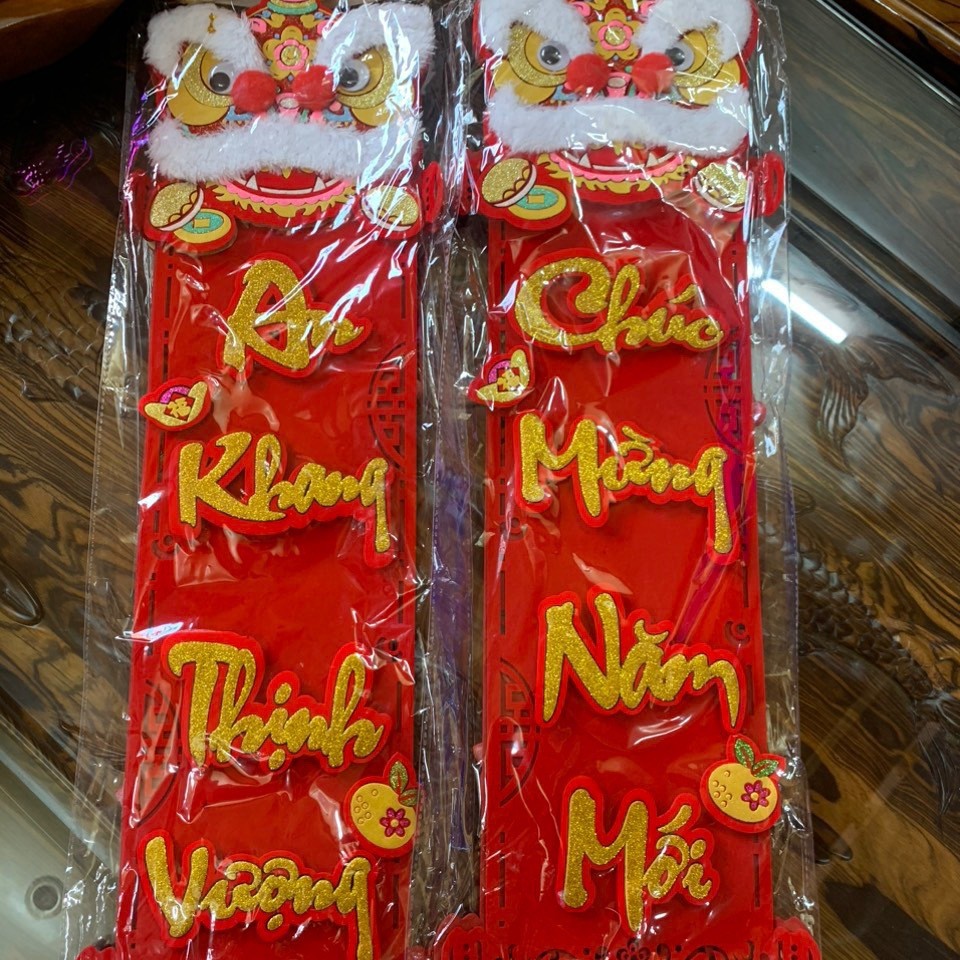 An
Khang
Thịnh
Vượng
Chúc
Mừng
Năm
Mới